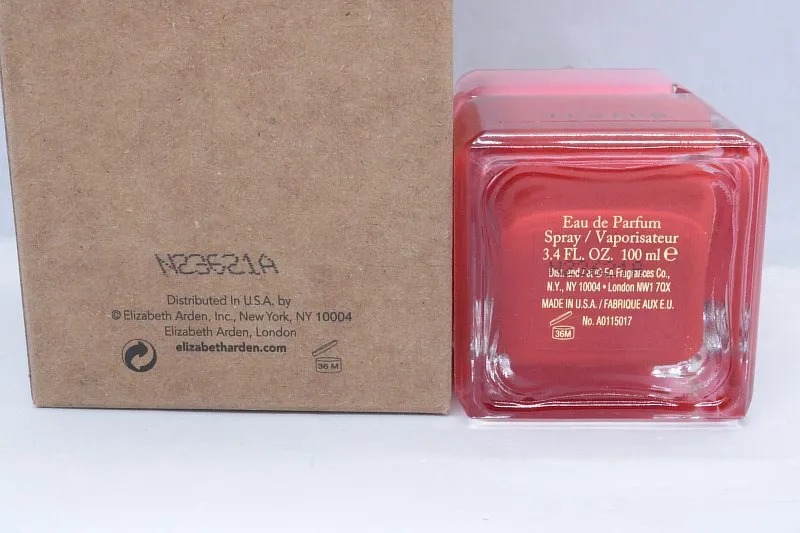 N23621A
Distributed In U.S.A. by
© Elizabeth Arden, Inc., New York, NY 10004
Elizabeth Arden, London
elizabetharden.com
36 M
Eau de Parfum
Spray / Vaporisateur
3.4 FL. OZ. 100 ml ℮
Fragrances Co.,
N.Y., NY 10004 • London NW1 7QX
MADE IN U.S.A. / FABRIQUE AUX E.U.
No. A0115017
36M